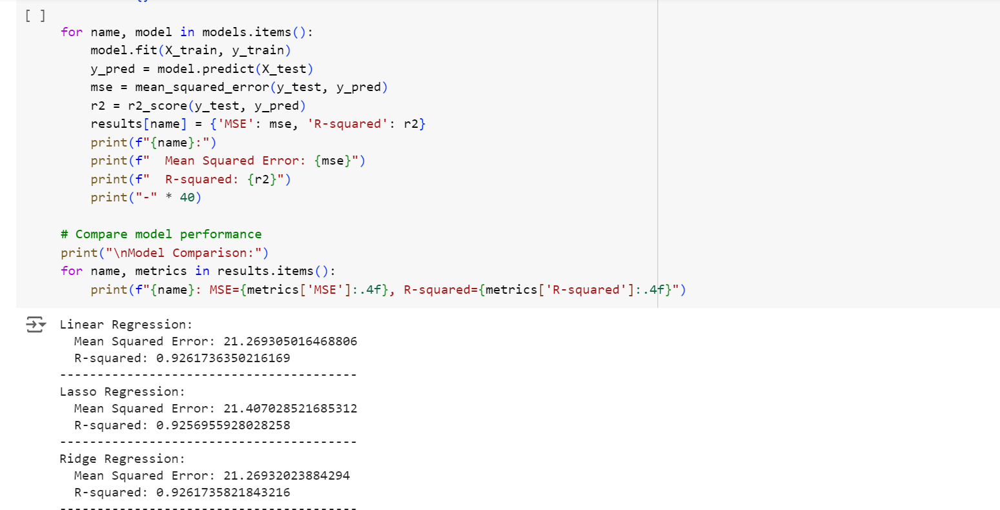 [ ]
for name, model in models.items():
    model.fit(X_train, y_train)
    y_pred = model.predict(X_test)
    mse = mean_squared_error(y_test, y_pred)
    r2 = r2_score(y_test, y_pred)
    results[name] = {'MSE': mse, 'R-squared': r2}
    print(f"{name}:")
    print(f"  Mean Squared Error: {mse}")
    print(f"  R-squared: {r2}")
    print("-" * 40)
# Compare model performance
print("\nModel Comparison:")
for name, metrics in results.items():
    print(f"{name}: MSE={metrics['MSE']:.4f}, R-squared={metrics['R-squared']:.4f}")
Linear Regression:
  Mean Squared Error: 21.269305016468806
  R-squared: 0.9261736350216169
----------------------------------------
Lasso Regression:
  Mean Squared Error: 21.407028521685312
  R-squared: 0.9256955928028258
----------------------------------------
Ridge Regression:
  Mean Squared Error: 21.26932023884294
  R-squared: 0.9261735821843216
----------------------------------------